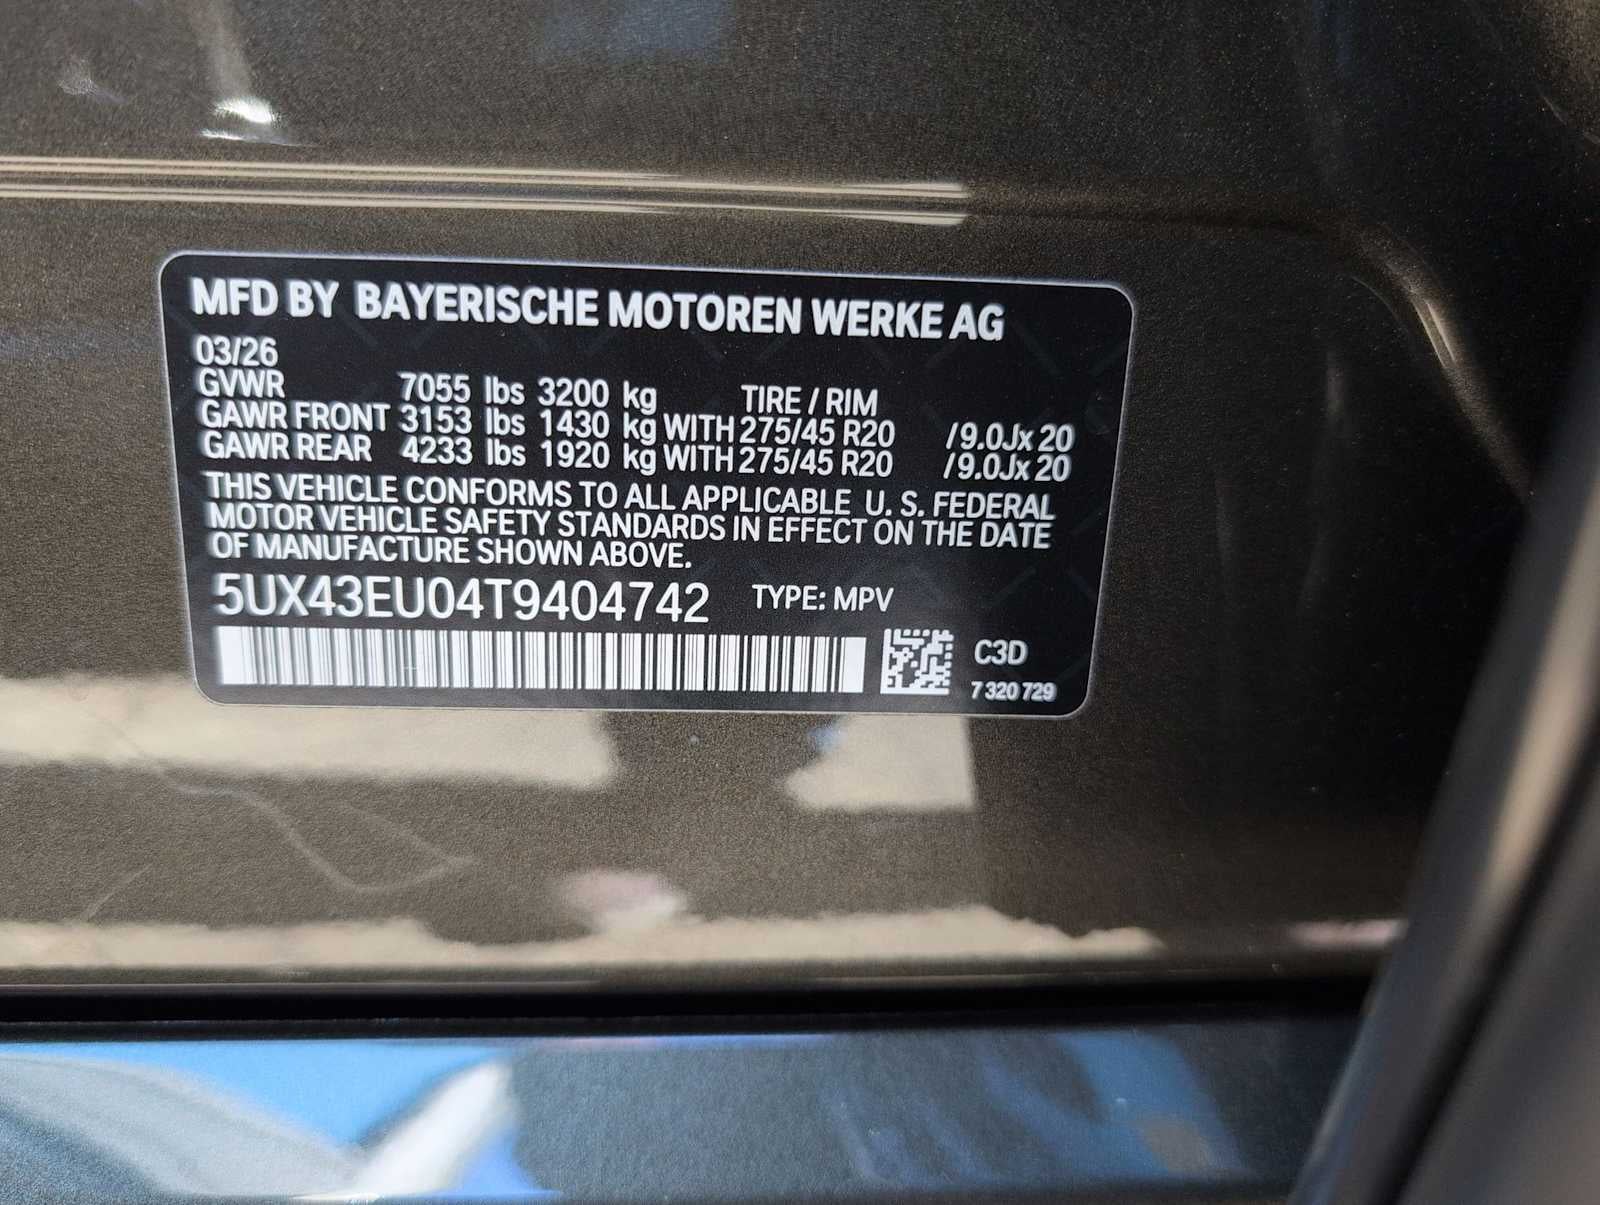 MFD BY BAYERISCHE MOTOREN WERKE AG
03/26
GVWR 7055 lbs 3200 kg TIRE / RIM
GAWR FRONT 3153 lbs 1430 kg WITH 275/45 R20 /9.0Jx 20
GAWR REAR 4233 lbs 1920 kg WITH 275/45 R20 /9.0Jx 20
THIS VEHICLE CONFORMS TO ALL APPLICABLE U. S. FEDERAL
MOTOR VEHICLE SAFETY STANDARDS IN EFFECT ON THE DATE
OF MANUFACTURE SHOWN ABOVE.
5UX43EU04T9404742 TYPE: MPV
C3D
7 320 729